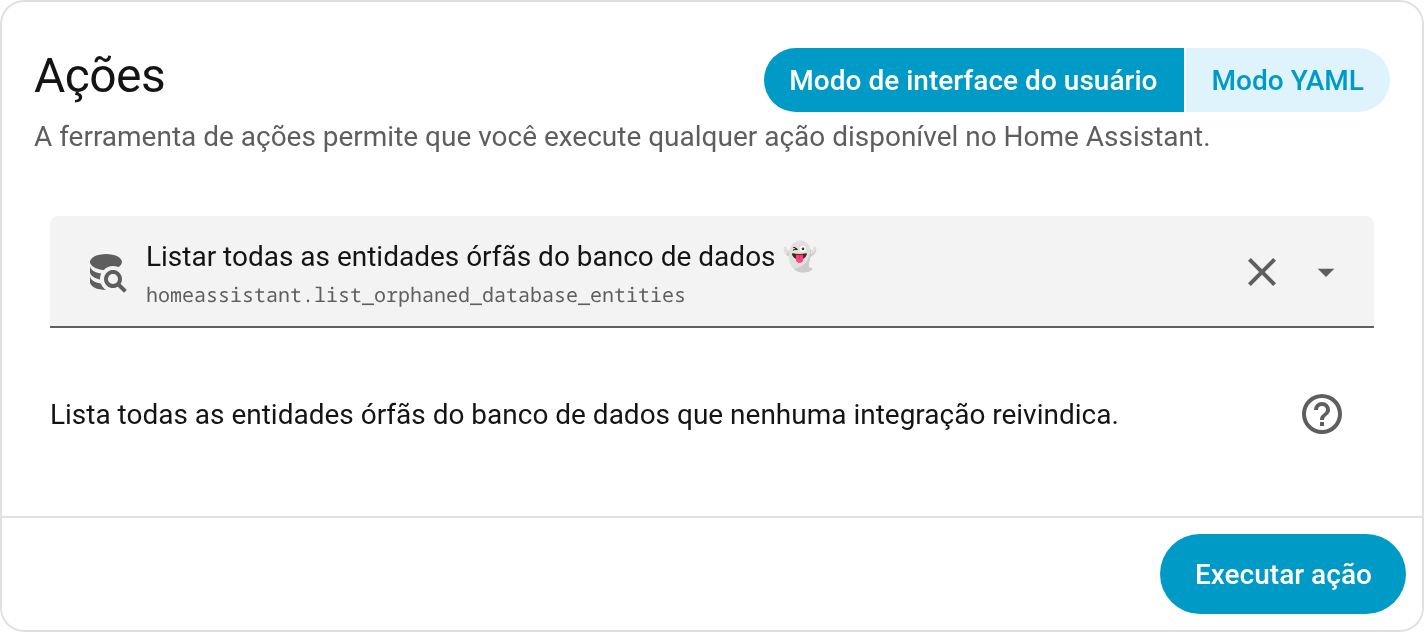 Ações
Modo de interface do usuário
Modo YAML
A ferramenta de ações permite que você execute qualquer ação disponível no Home Assistant.
Listar todas as entidades órfãs do banco de dados 👻
homeassistant.list_orphaned_database_entities
Lista todas as entidades órfãs do banco de dados que nenhuma integração reivindica.
Executar ação